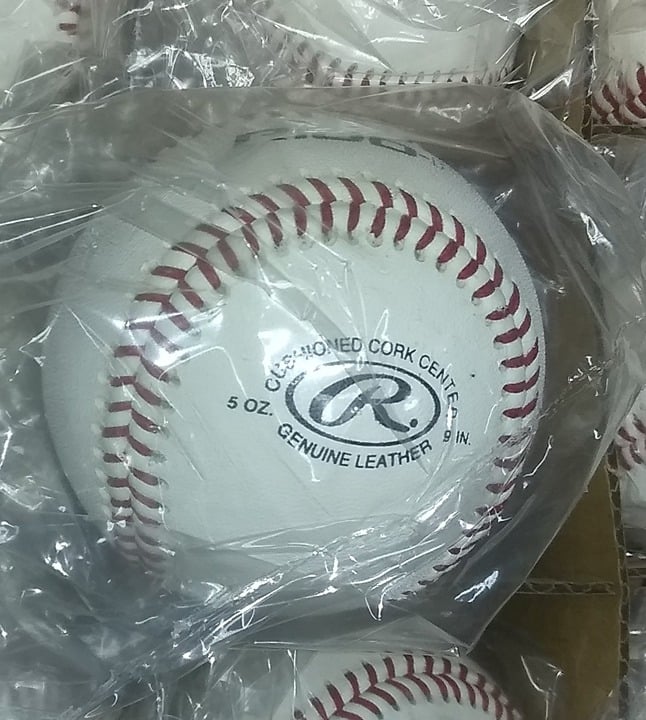 CUSHIONED CORK CENTER
5 OZ.
R.
9 IN.
GENUINE LEATHER